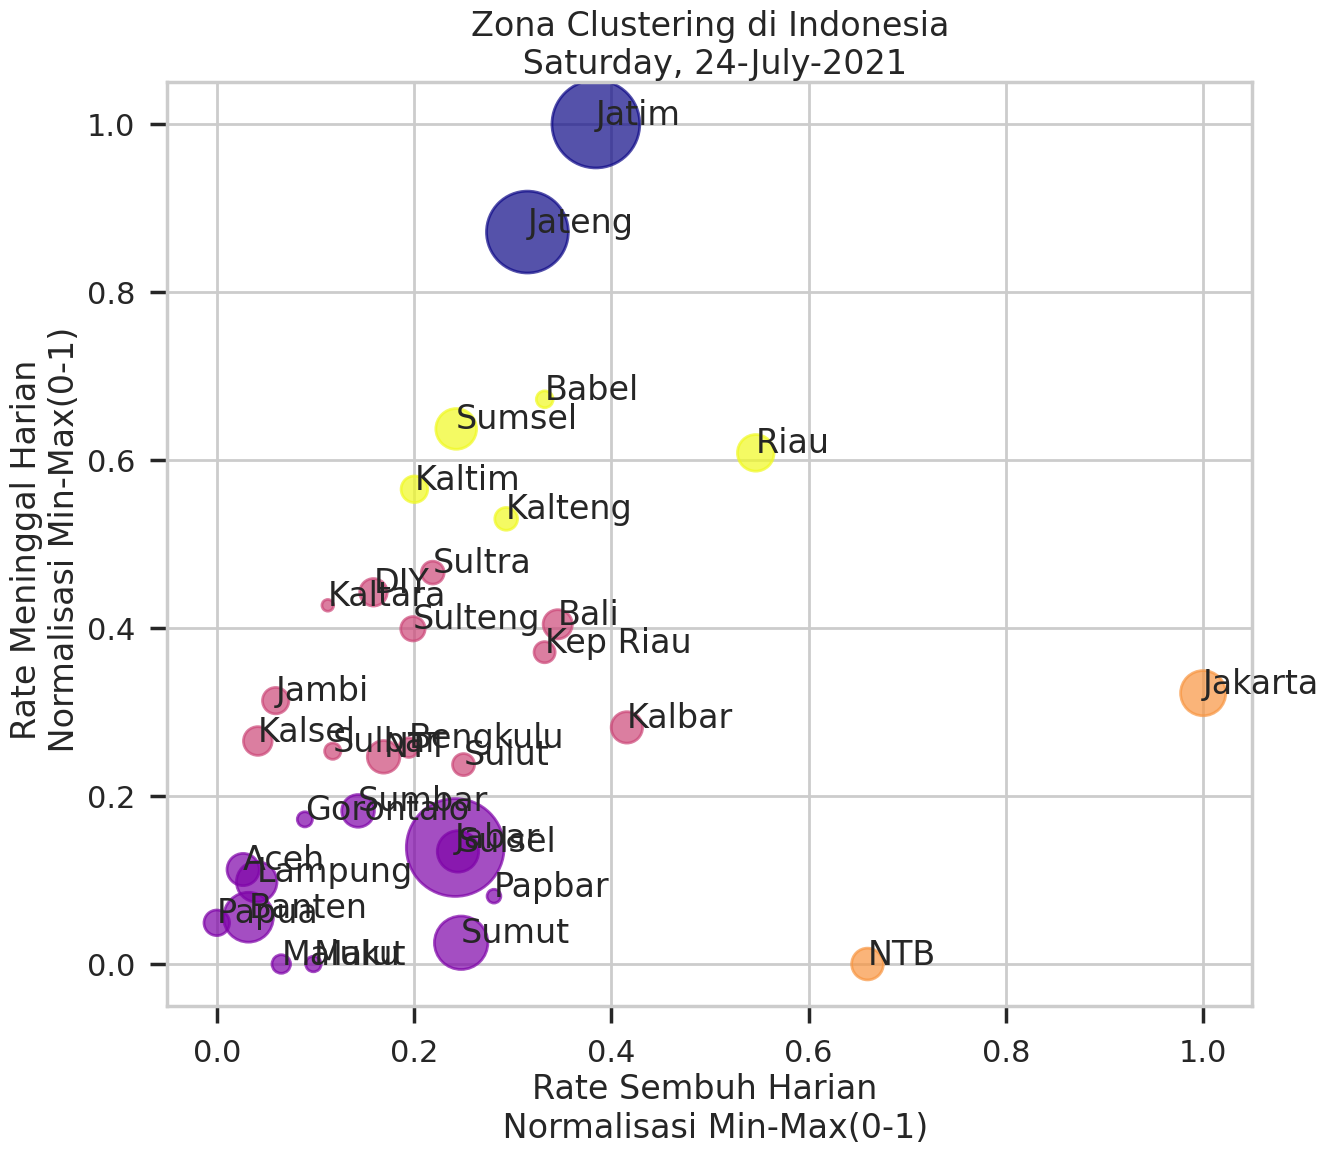 Zona Clustering di Indonesia
Saturday, 24-July-2021
Rate Meninggal Harian
Normalisasi Min-Max(0-1)
1.0
0.8
0.6
0.4
0.2
0.0
Jatim
Jateng
Babel
Sumsel
Riau
Kaltim
Kalteng
Sultra
DIY
Kaltara
Bali
Sulteng
Kep Riau
Jambi
Jakarta
Kalbar
Kalsel
Sulbar
NTT
Bengkulu
Sulut
Sumbar
Gorontalo
Jabar
Sulsel
Aceh
Lampung
Papbar
Papua
Banten
Sumut
Maluku
Malut
NTB
0.0 0.2 0.4 0.6 0.8 1.0
Rate Sembuh Harian
Normalisasi Min-Max(0-1)